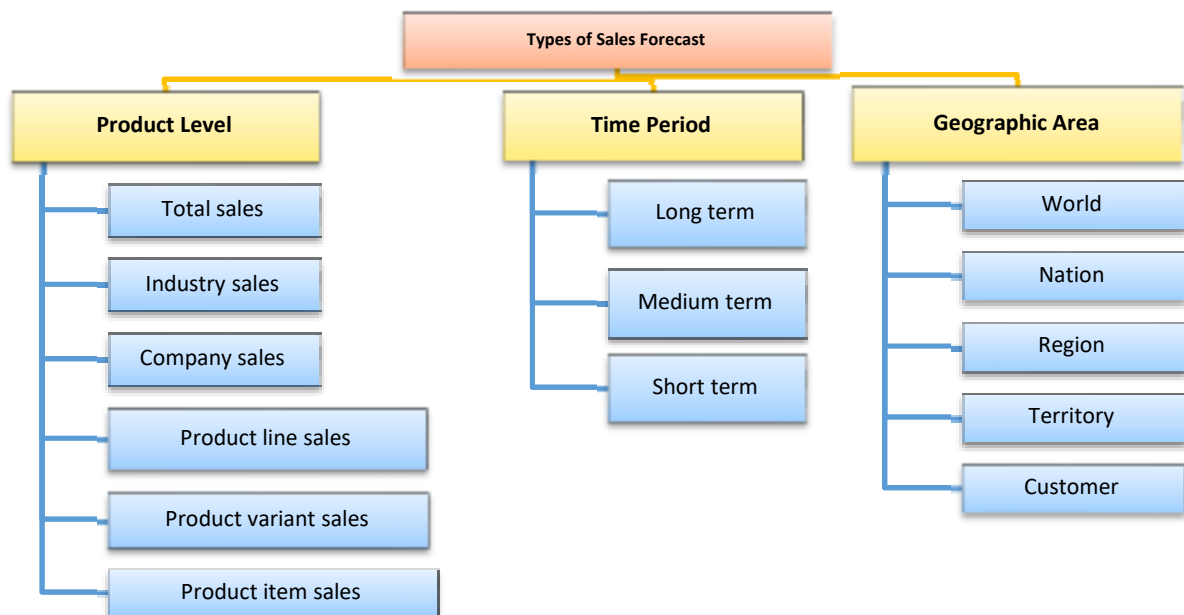 Types of Sales Forecast
Product Level
Total sales
Industry sales
Company sales
Product line sales
Product variant sales
Product item sales
Time Period
Long term
Medium term
Short term
Geographic Area
World
Nation
Region
Territory
Customer